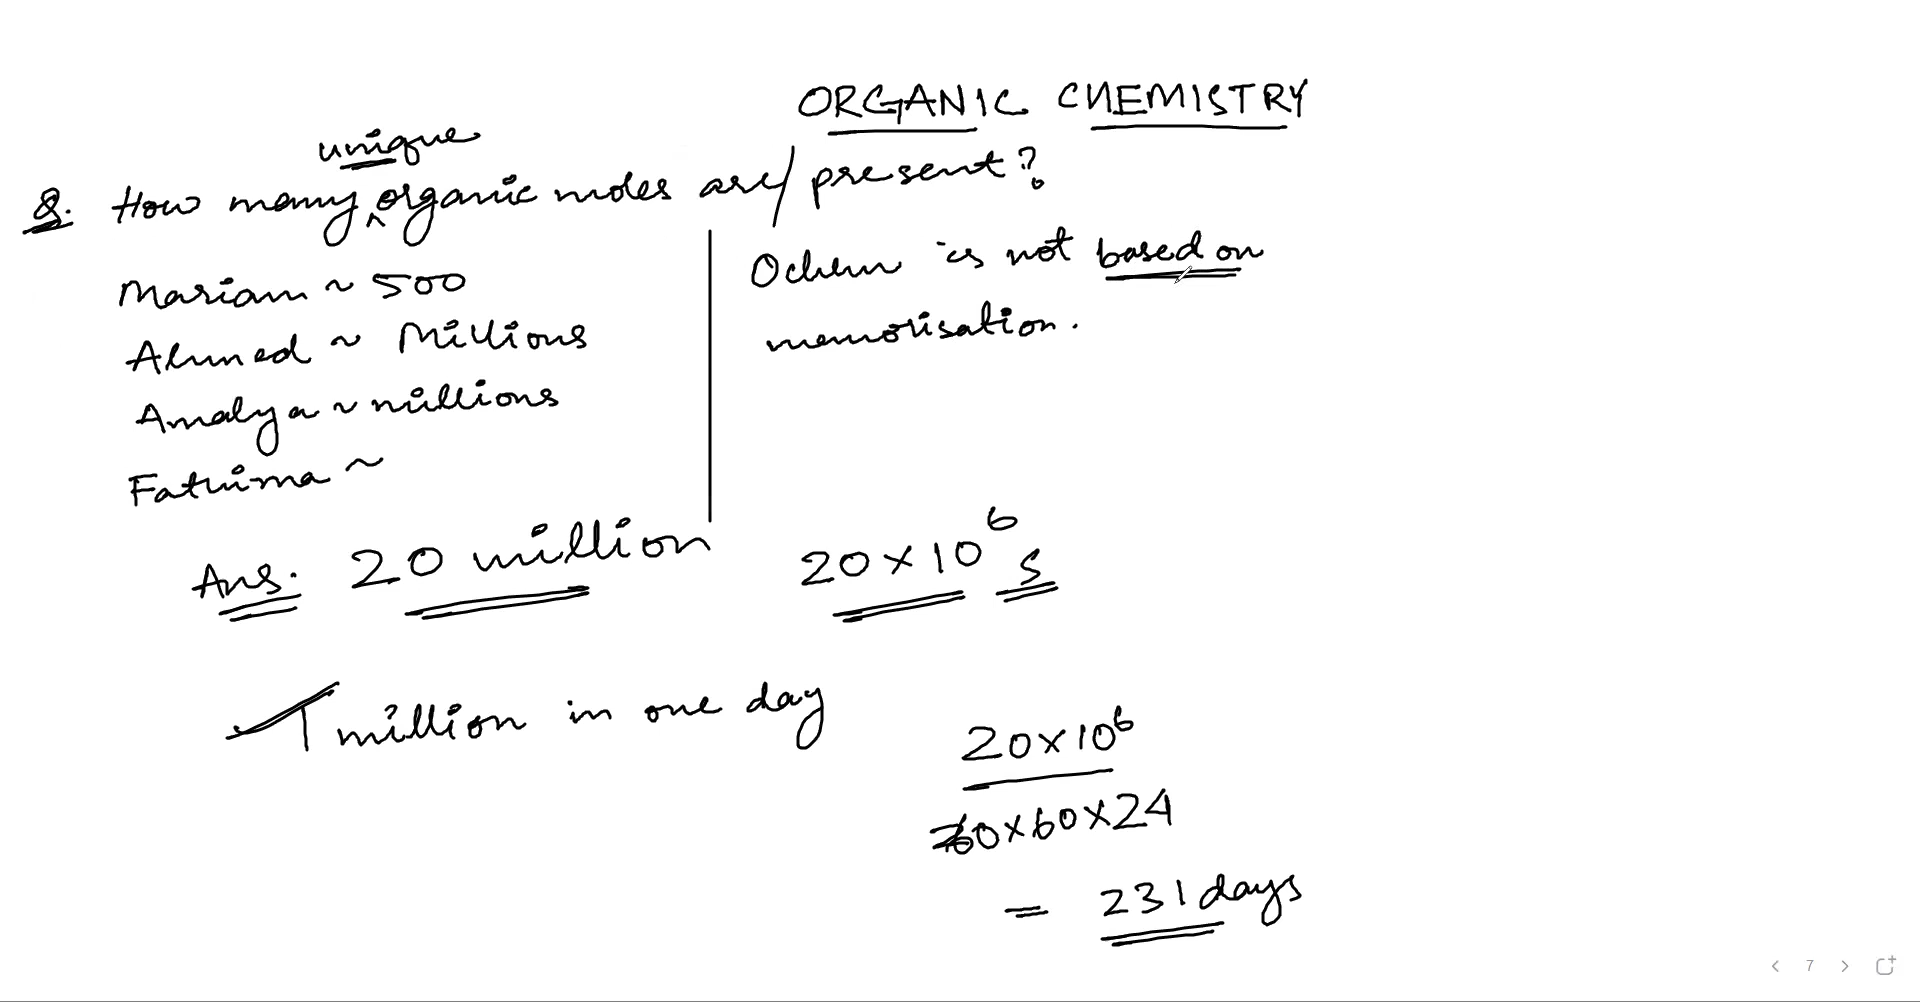 ORGANIC CHEMISTRY
unique
Q. How many ^ organic moles are/ present?
Mariam ~ 500
Ahmed ~ Millions
Amalya ~ millions
Fathima ~
Ochem is not based on
memorisation.
Ans. 20 million
20 × 10⁶ s
1 million in one day
20×10⁶
60×60×24
= 231 days
7